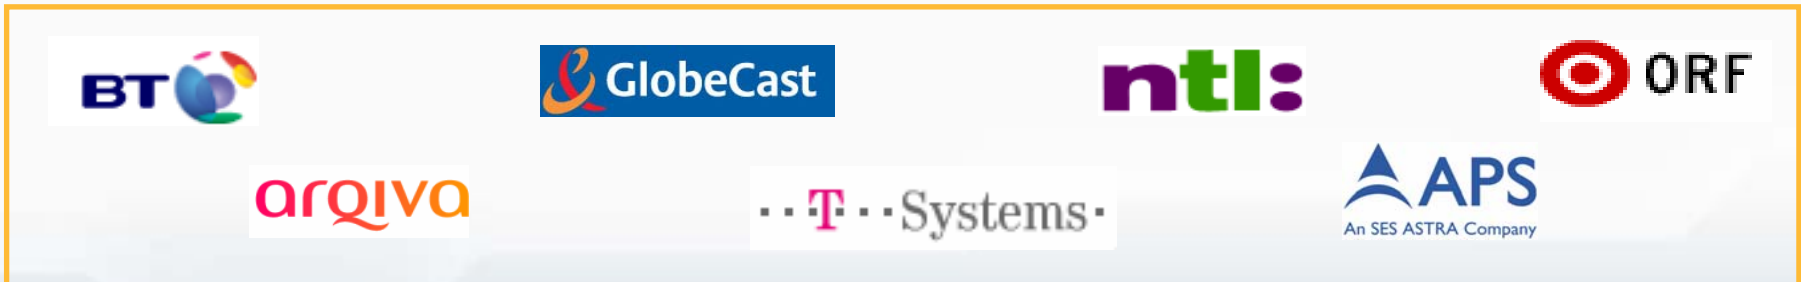 BT
GlobeCast
ntl:
ORF
arqiva
··T··Systems·
APS
An SES ASTRA Company